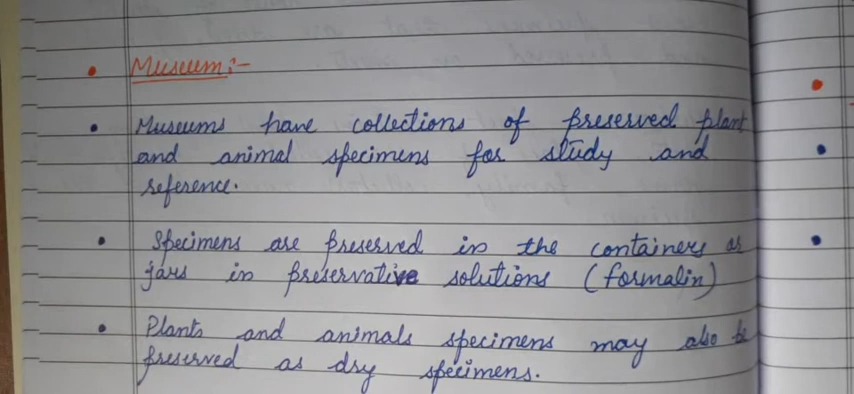 • Museum:-
• Museums have collections of preserved plant
and animal specimens for study and
reference.
• Specimens are preserved in the containers or
jars in preservative solutions (formalin)
• Plants and animals specimens may also be
preserved as dry specimens.